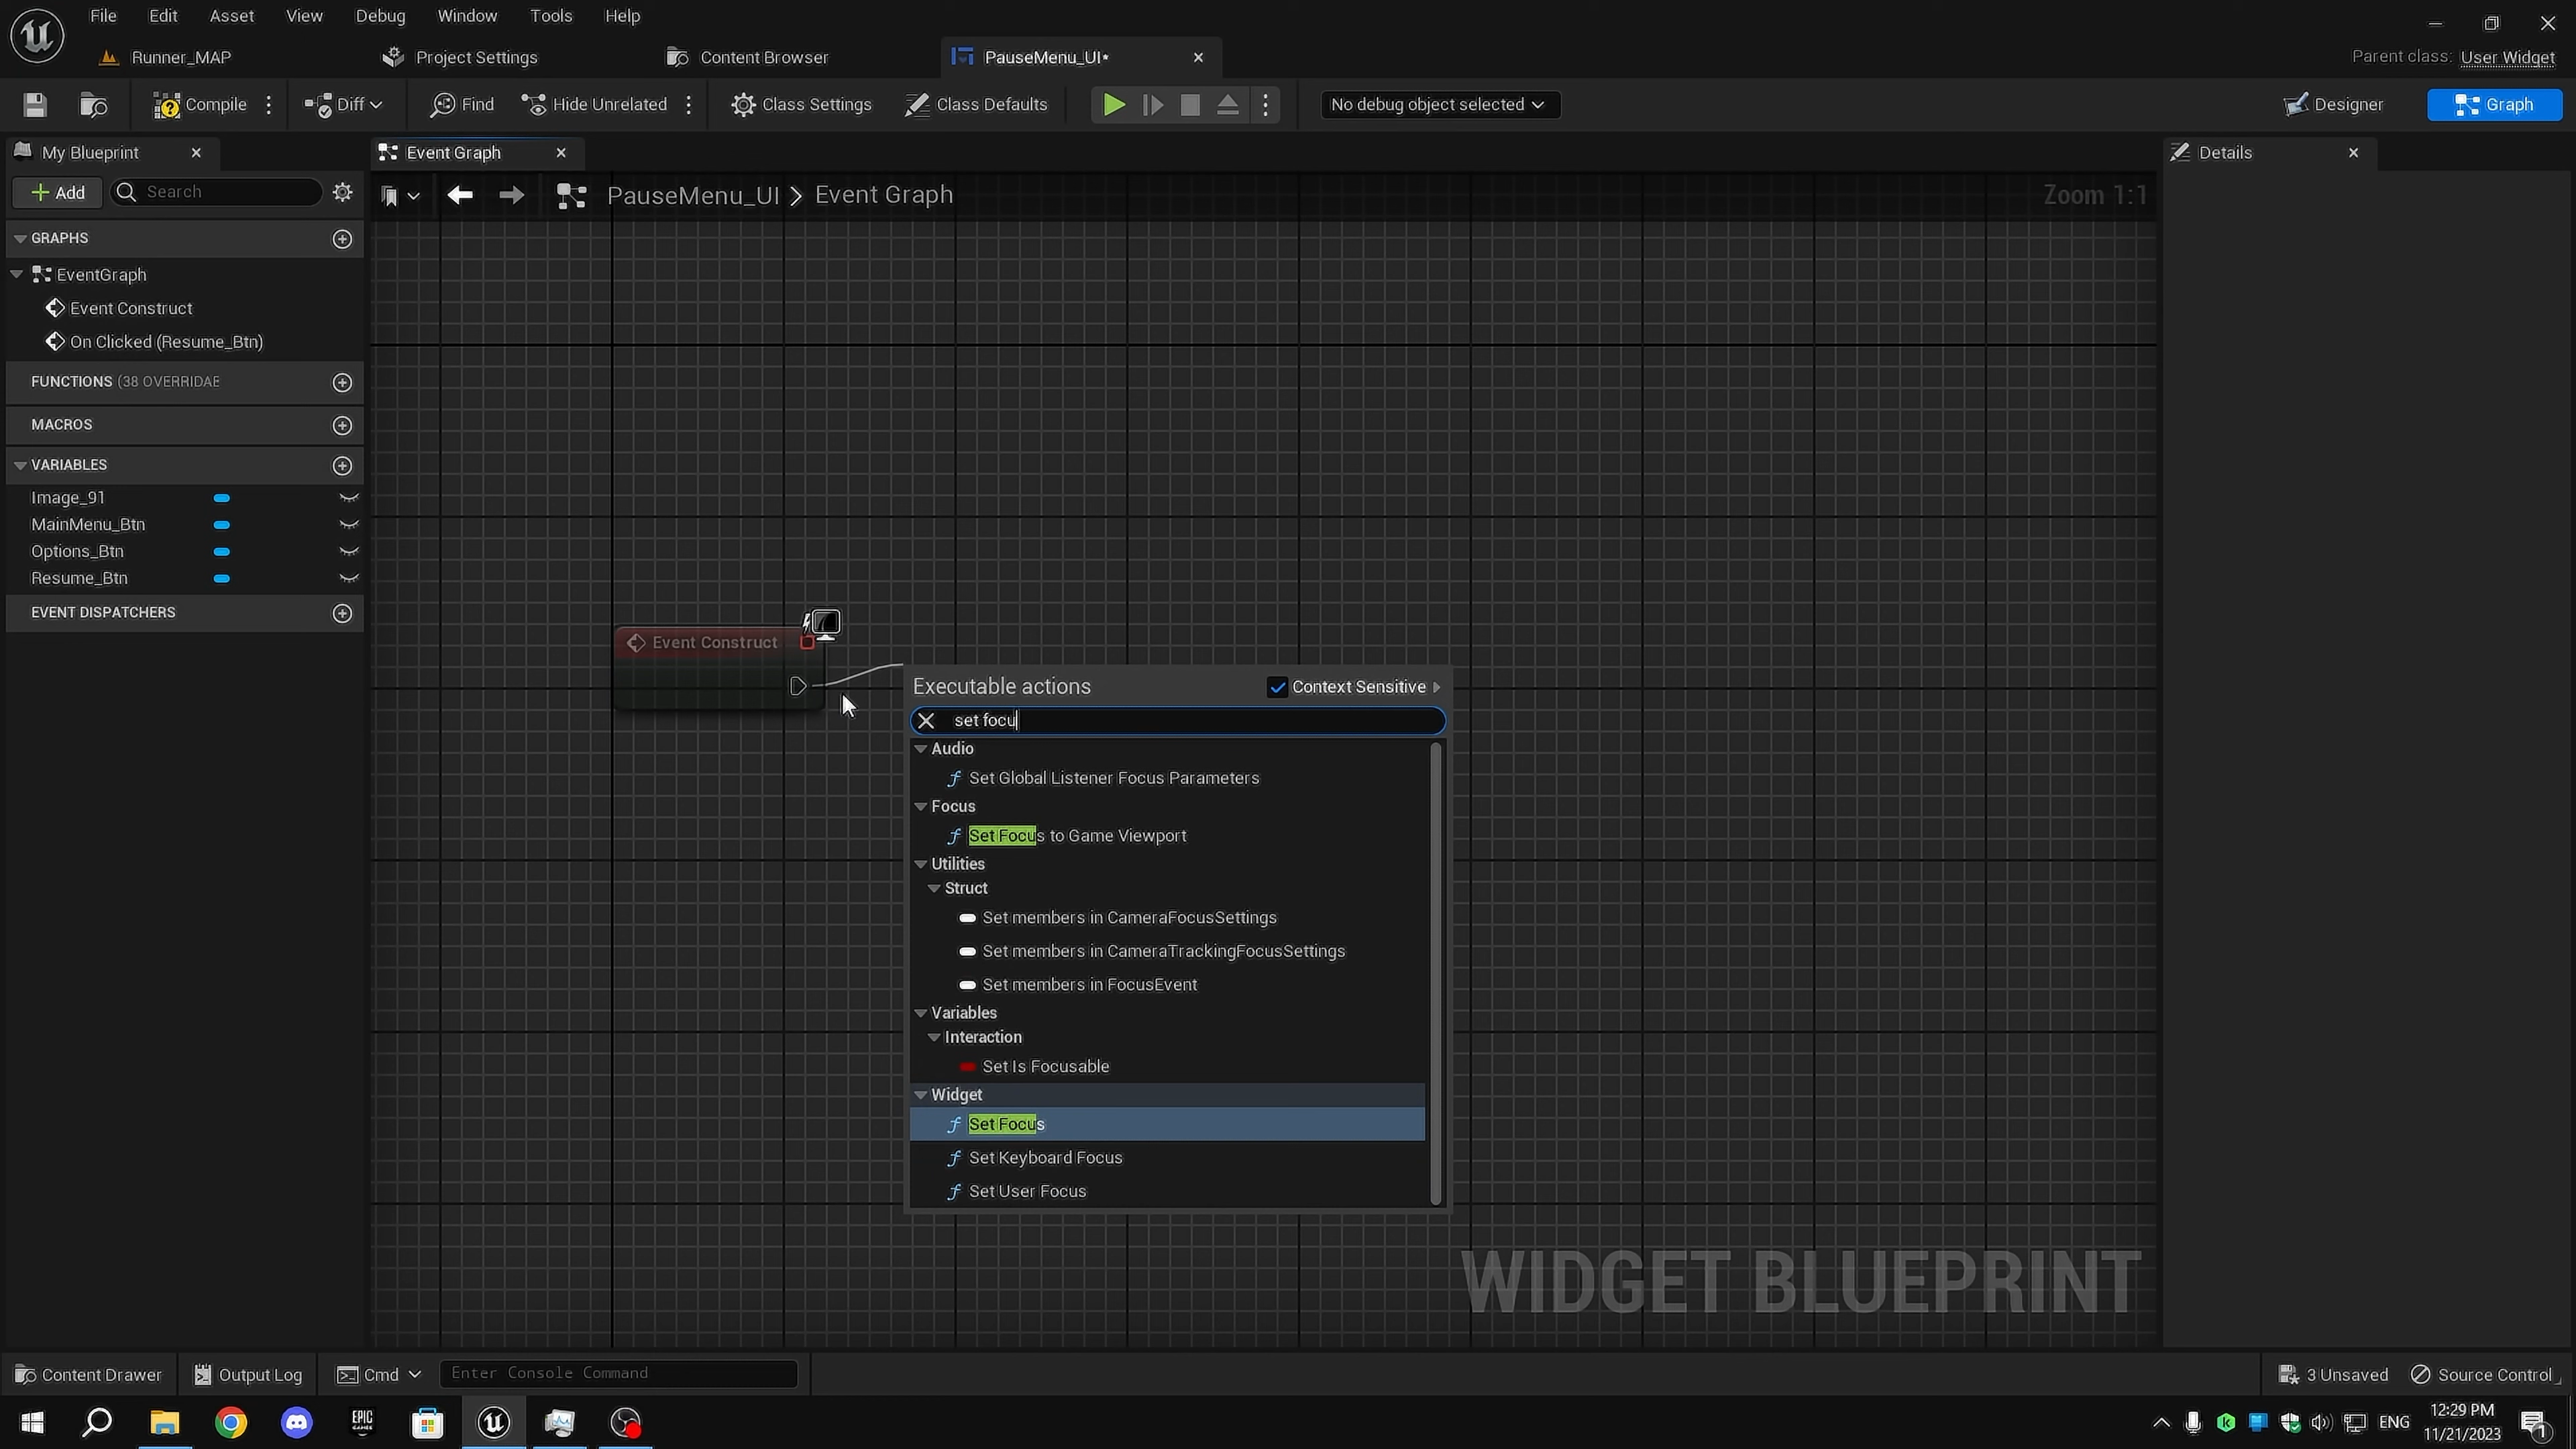 File Edit Asset View Debug Window Tools Help
Runner_MAP Project Settings Content Browser PauseMenu_UI* Parent class: User Widget
Compile Diff Find Hide Unrelated Class Settings Class Defaults No debug object selected Designer Graph
My Blueprint Event Graph Details
Add Search PauseMenu_UI > Event Graph Zoom 1:1
GRAPHS
EventGraph
Event Construct
On Clicked (Resume_Btn)
FUNCTIONS (38 OVERRIDAE
MACROS
VARIABLES
Image_91
MainMenu_Btn
Options_Btn
Resume_Btn
EVENT DISPATCHERS
Event Construct
Executable actions Context Sensitive
set focu
Audio
Set Global Listener Focus Parameters
Focus
Set Focus to Game Viewport
Utilities
Struct
Set members in CameraFocusSettings
Set members in CameraTrackingFocusSettings
Set members in FocusEvent
Variables
Interaction
Set Is Focusable
Widget
Set Focus
Set Keyboard Focus
Set User Focus
WIDGET BLUEPRINT
Content Drawer Output Log Cmd Enter Console Command 3 Unsaved Source Control
EPIC
GAMES
ENG
12:29 PM
11/21/2023
1